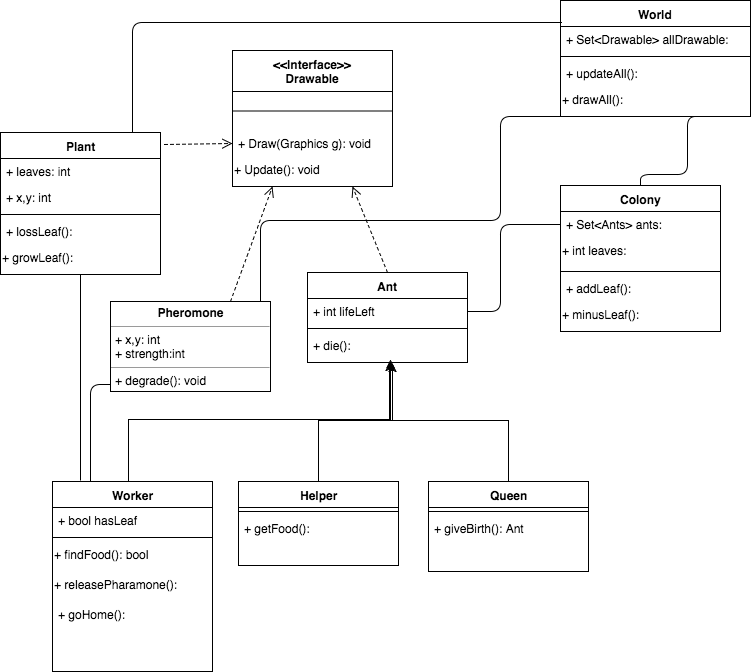 World
+ Set<Drawable> allDrawable:
+ updateAll():
+ drawAll():
<<Interface>>
Drawable
+ Draw(Graphics g): void
+ Update(): void
Plant
+ leaves: int
+ x,y: int
+ lossLeaf():
+ growLeaf():
Colony
+ Set<Ants> ants:
+ int leaves:
+ addLeaf():
+ minusLeaf():
Pheromone
+ x,y: int
+ strength:int
+ degrade(): void
Ant
+ int lifeLeft
+ die():
Worker
+ bool hasLeaf
+ findFood(): bool
+ releasePharamone():
+ goHome():
Helper
+ getFood():
Queen
+ giveBirth(): Ant